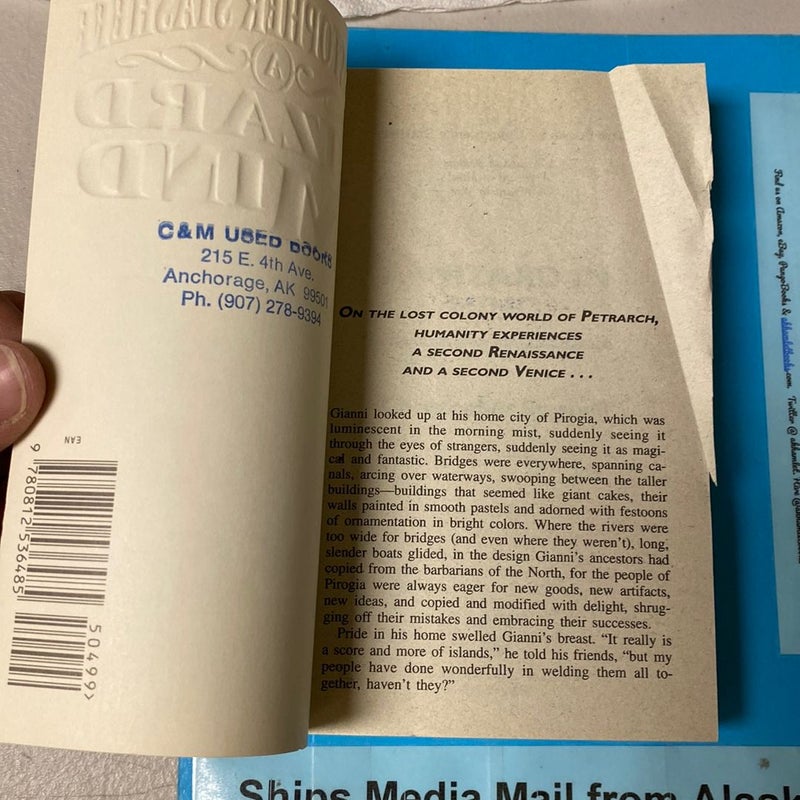 C&M USED BOOKS
215 E. 4th Ave.
Anchorage, AK 99501
Ph. (907) 278-9394
EAN
9 780812 536485
50499>
ON THE LOST COLONY WORLD OF PETRARCH,
HUMANITY EXPERIENCES
A SECOND RENAISSANCE
AND A SECOND VENICE . . .
Gianni looked up at his home city of Pirogia, which was
luminescent in the morning mist, suddenly seeing it
through the eyes of strangers, suddenly seeing it as magi-
cal and fantastic. Bridges were everywhere, spanning ca-
nals, arcing over waterways, swooping between the taller
buildings—buildings that seemed like giant cakes, their
walls painted in smooth pastels and adorned with festoons
of ornamentation in bright colors. Where the rivers were
too wide for bridges (and even where they weren't), long,
slender boats glided, in the design Gianni's ancestors had
copied from the barbarians of the North, for the people of
Pirogia were always eager for new goods, new artifacts,
new ideas, and copied and modified with delight, shrug-
ging off their mistakes and embracing their successes.
Pride in his home swelled Gianni's breast. "It really is
a score and more of islands," he told his friends, "but my
people have done wonderfully in welding them all to-
gether, haven't they?"
Find us on Amazon, Ebay, PangoBooks &
Ships Media Mail from Alask